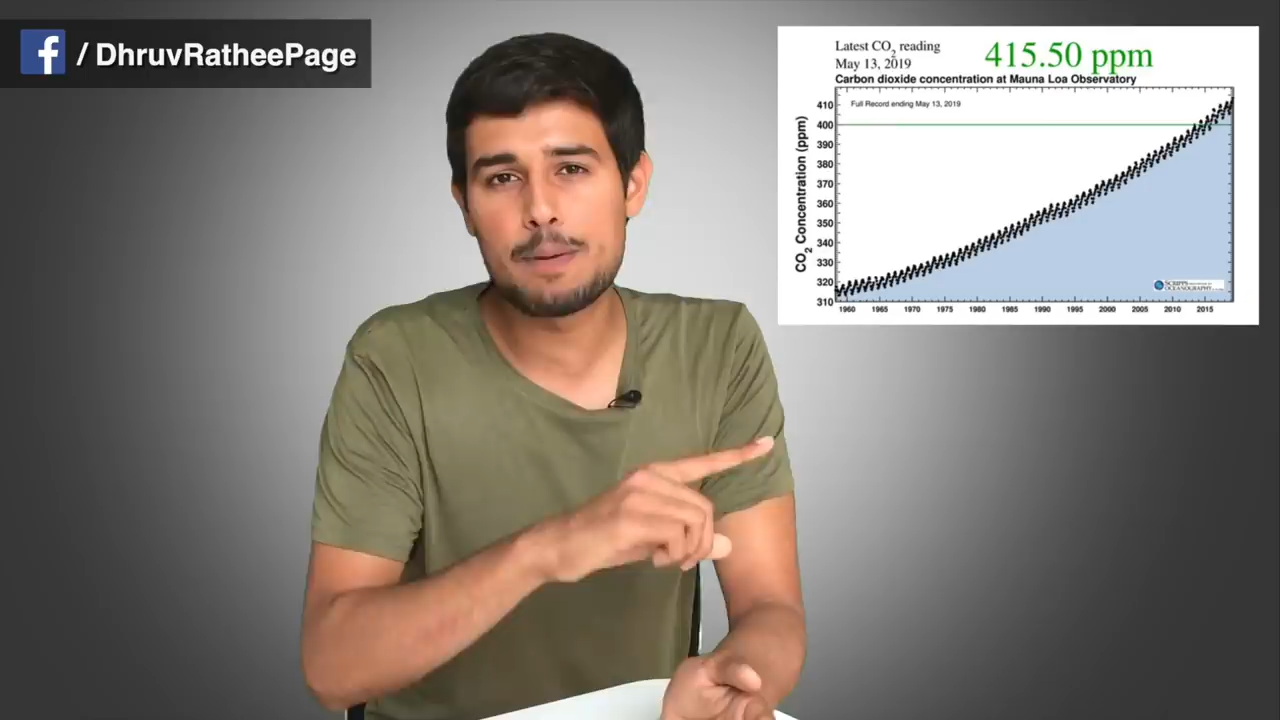 / DhruvRatheePage
Latest CO2 reading
May 13, 2019
415.50 ppm
Carbon dioxide concentration at Mauna Loa Observatory
Full Record ending May 13, 2019
CO2 Concentration (ppm)
410
400
390
380
370
360
350
340
330
320
310
1960 1965 1970 1975 1980 1985 1990 1995 2000 2005 2010 2015
SCRIPPS
OCEANOGRAPHY